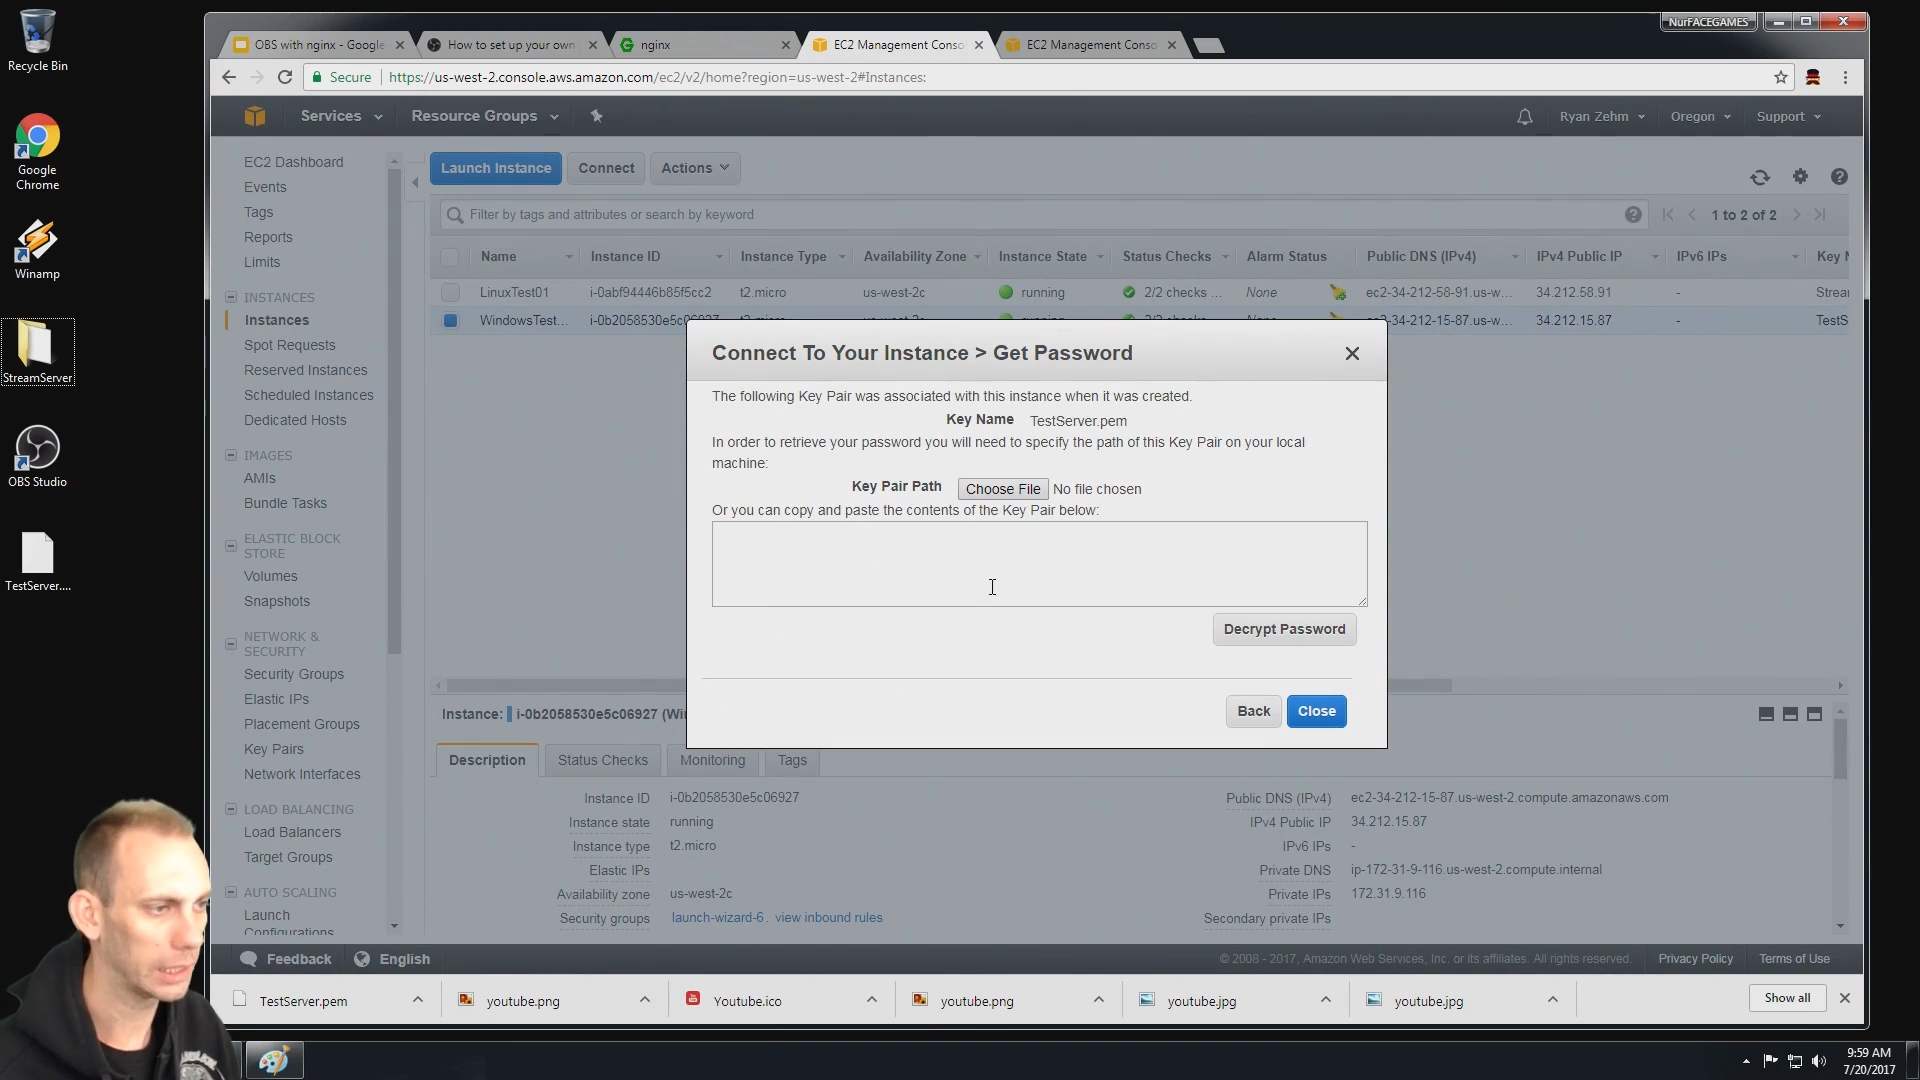 Recycle Bin
Google
Chrome
Winamp
StreamServer
OBS Studio
TestServer....
NurFACEGAMES
OBS with nginx - Google
How to set up your own
nginx
EC2 Management Conso
EC2 Management Conso
Secure
https://us-west-2.console.aws.amazon.com/ec2/v2/home?region=us-west-2#Instances:
Services
Resource Groups
Ryan Zehm
Oregon
Support
EC2 Dashboard
Events
Tags
Reports
Limits
INSTANCES
Instances
Spot Requests
Reserved Instances
Scheduled Instances
Dedicated Hosts
IMAGES
AMIs
Bundle Tasks
ELASTIC BLOCK
STORE
Volumes
Snapshots
NETWORK &
SECURITY
Security Groups
Elastic IPs
Placement Groups
Key Pairs
Network Interfaces
LOAD BALANCING
Load Balancers
Target Groups
AUTO SCALING
Launch
Configurations
Launch Instance
Connect
Actions
Filter by tags and attributes or search by keyword
1 to 2 of 2
Name Instance ID Instance Type Availability Zone Instance State Status Checks Alarm Status Public DNS (IPv4) IPv4 Public IP IPv6 IPs Key N
LinuxTest01 i-0abf94446b85f5cc2 t2.micro us-west-2c running 2/2 checks ... None ec2-34-212-58-91.us-w... 34.212.58.91 - Strea
WindowsTest... i-0b2058530e5c06927 t2.micro us-west-2c running 2/2 checks ... None ec2-34-212-15-87.us-w... 34.212.15.87 - TestS
Connect To Your Instance > Get Password
The following Key Pair was associated with this instance when it was created.
Key Name TestServer.pem
In order to retrieve your password you will need to specify the path of this Key Pair on your local
machine:
Key Pair Path Choose File No file chosen
Or you can copy and paste the contents of the Key Pair below:
Decrypt Password
Back
Close
Instance: i-0b2058530e5c06927 (Wi
Description
Status Checks
Monitoring
Tags
Instance ID i-0b2058530e5c06927
Instance state running
Instance type t2.micro
Elastic IPs
Availability zone us-west-2c
Security groups launch-wizard-6 . view inbound rules
Public DNS (IPv4) ec2-34-212-15-87.us-west-2.compute.amazonaws.com
IPv4 Public IP 34.212.15.87
IPv6 IPs -
Private DNS ip-172-31-9-116.us-west-2.compute.internal
Private IPs 172.31.9.116
Secondary private IPs
Feedback
English
© 2008 - 2017, Amazon Web Services, Inc. or its affiliates. All rights reserved.
Privacy Policy
Terms of Use
TestServer.pem
youtube.png
Youtube.ico
youtube.png
youtube.jpg
youtube.jpg
Show all
9:59 AM
7/20/2017